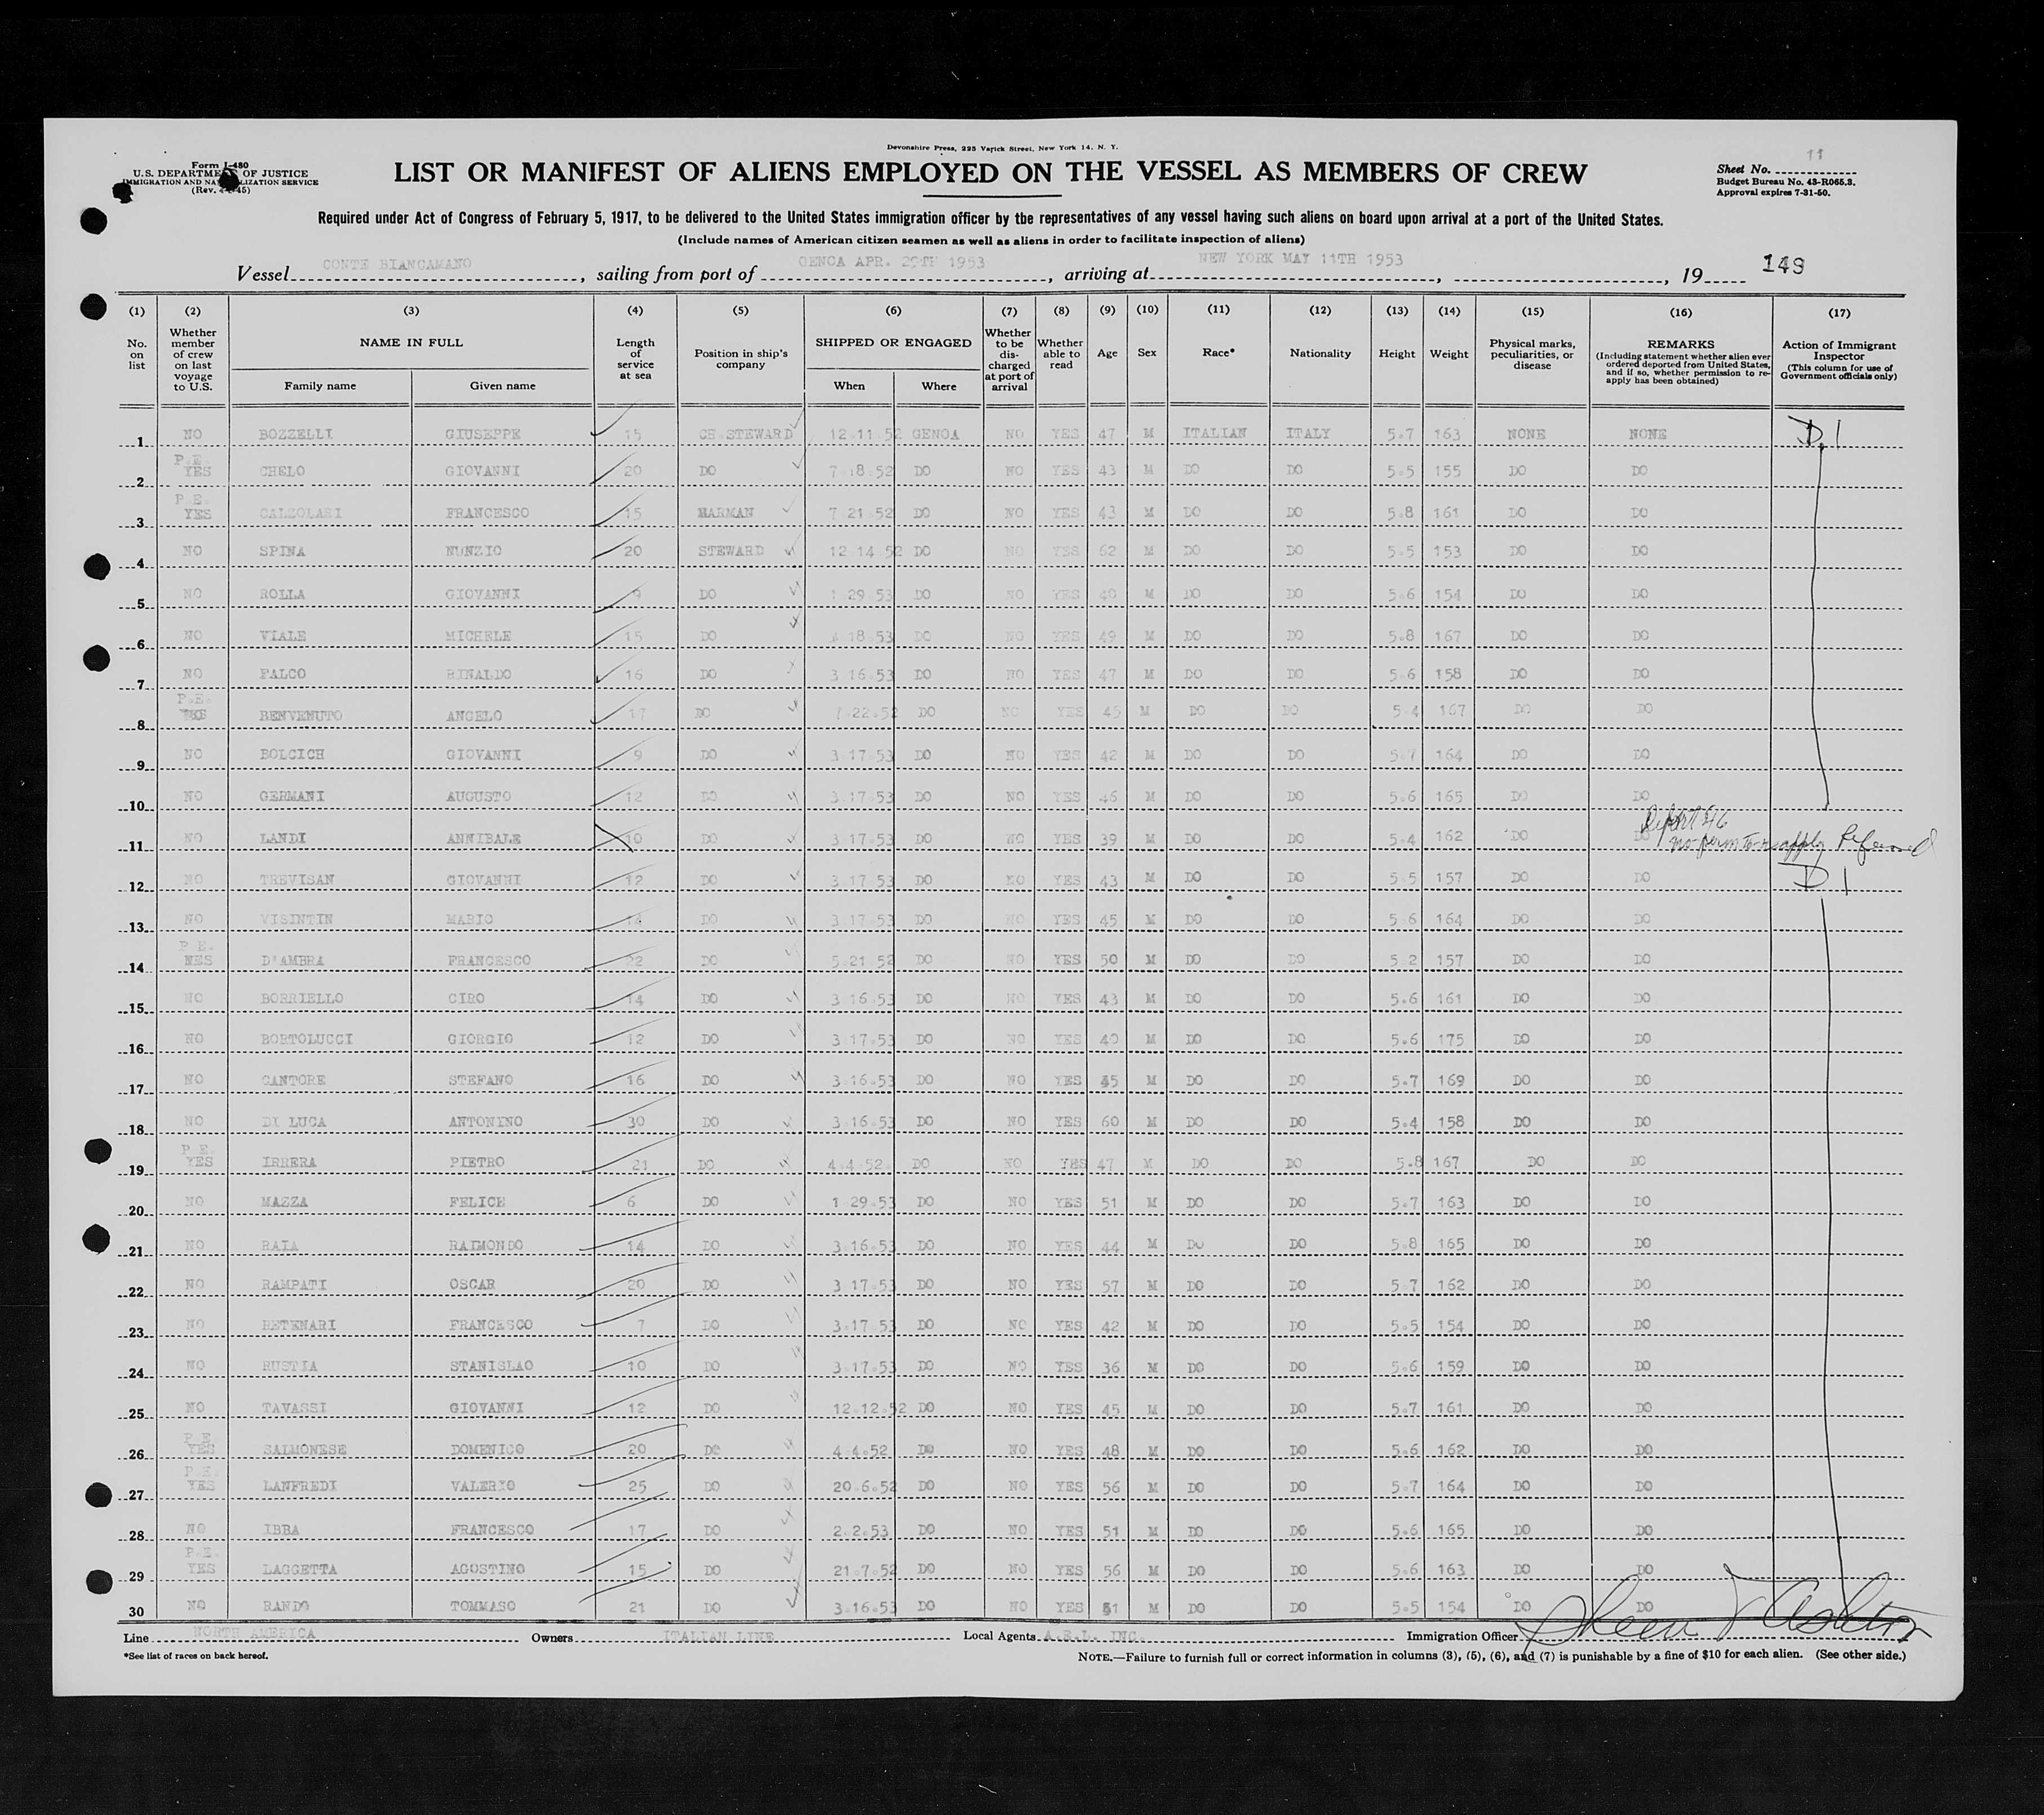 Devonshire Press, 225 Varick Street, New York 14, N. Y.
Form I-480
U.S. DEPARTMENT OF JUSTICE
IMMIGRATION AND NATURALIZATION SERVICE
(Rev. 4-1-45)
LIST OR MANIFEST OF ALIENS EMPLOYED ON THE VESSEL AS MEMBERS OF CREW
Sheet No. 11
Budget Bureau No. 43-R065.3.
Approval expires 7-31-50.
Required under Act of Congress of February 5, 1917, to be delivered to the United States immigration officer by the representatives of any vessel having such aliens on board upon arrival at a port of the United States.
(Include names of American citizen seamen as well as aliens in order to facilitate inspection of aliens)
Vessel CONTE BIANCAMANO, sailing from port of GENOA APR. 29TH 1953, arriving at NEW YORK MAY 11TH 1953, , 19 149
(1) (2) (3) (4) (5) (6) (7) (8) (9) (10) (11) (12) (13) (14) (15) (16) (17)
No. on list
Whether member of crew on last voyage to U.S.
NAME IN FULL
Family name
Given name
Length of service at sea
Position in ship's company
SHIPPED OR ENGAGED
When
Where
Whether to be discharged at port of arrival
Whether able to read
Age
Sex
Race*
Nationality
Height
Weight
Physical marks, peculiarities, or disease
REMARKS
(Including statement whether alien ever ordered deported from United States, and if so, whether permission to re-apply has been obtained)
Action of Immigrant Inspector
(This column for use of Government officials only)
1 NO BOZZELLI GIUSEPPE 15 CH.STEWARD 12.11.52 GENOA NO YES 47 M ITALIAN ITALY 5.7 163 NONE NONE D.1
2 P.E. YES CHELO GIOVANNI 20 DO 7.18.52 DO NO YES 43 M DO DO 5.5 155 DO DO
3 P.E. YES CALZOLARI FRANCESCO 15 BARMAN 7.21.52 DO NO YES 43 M DO DO 5.8 161 DO DO
4 NO SPINA NUNZIO 20 STEWARD 12.14.52 DO NO YES 62 M DO DO 5.5 153 DO DO
5 NO ROLLA GIOVANNI 9 DO 1.29.53 DO NO YES 40 M DO DO 5.6 154 DO DO
6 NO VIALE MICHELE 15 DO 4.18.53 DO NO YES 49 M DO DO 5.8 167 DO DO
7 NO FALCO RINALDO 16 DO 3.16.53 DO NO YES 47 M DO DO 5.6 158 DO DO
8 P.E. BENVENUTO ANGELO 17 DO 7.22.52 DO NO YES 45 M DO DO 5.4 167 DO DO
9 NO BOLCICH GIOVANNI 9 DO 3.17.53 DO NO YES 42 M DO DO 5.7 164 DO DO
10 NO GERMANI AUGUSTO 12 DO 3.17.53 DO NO YES 46 M DO DO 5.6 165 DO DO
11 NO LANDI ANNIBALE 10 DO 3.17.53 DO NO YES 39 M DO DO 5.4 162 DO DO Deport 46 no perm to reapply Referred
12 NO TREVISAN GIOVANNI 12 DO 3.17.53 DO NO YES 43 M DO DO 5.5 157 DO DO D 1
13 NO VISINTIN MARIO 14 DO 3.17.53 DO NO YES 45 M DO DO 5.6 164 DO DO
14 P.E. D'AMBRA FRANCESCO 22 DO 5.21.52 DO NO YES 50 M DO DO 5.2 157 DO DO
15 NO BORRIELLO CIRO 14 DO 3.16.53 DO NO YES 43 M DO DO 5.6 161 DO DO
16 NO BORTOLUCCI GIORGIO 12 DO 3.17.53 DO NO YES 40 M DO DO 5.6 175 DO DO
17 NO CANTORE STEFANO 16 DO 3.16.53 DO NO YES 45 M DO DO 5.7 169 DO DO
18 NO DI LUCA ANTONINO 30 DO 3.16.53 DO NO YES 60 M DO DO 5.4 158 DO DO
19 P.E. YES IRRERA PIETRO 21 DO 4.4.52. DO NO YES 47 M DO DO 5.8 167 DO DO
20 NO MAZZA FELICE 6 DO 1.29.53 DO NO YES 51 M DO DO 5.7 163 DO DO
21 NO RAIA RAIMONDO 14 DO 3.16.53 DO NO YES 44 M DO DO 5.8 165 DO DO
22 NO RAMPATI OSCAR 20 DO 3.17.53 DO NO YES 57 M DO DO 5.7 162 DO DO
23 NO RETENARI FRANCESCO 7 DO 3.17.53 DO NO YES 42 M DO DO 5.5 154 DO DO
24 NO RUSTIA STANISLAO 10 DO 3.17.53 DO NO YES 36 M DO DO 5.6 159 DO DO
25 NO TAVASSI GIOVANNI 12 DO 12.12.52 DO NO YES 45 M DO DO 5.7 161 DO DO
26 P.E. YES SALMONESE DOMENICO 20 DO 4.4.52 DO NO YES 48 M DO DO 5.6 162 DO DO
27 P.E. YES LANFREDI VALERIO 25 DO 20.6.52 DO NO YES 56 M DO DO 5.7 164 DO DO
28 NO IBBA FRANCESCO 17 DO 2.2.53 DO NO YES 51 M DO DO 5.6 165 DO DO
29 P.E. YES LAGGETTA AGOSTINO 15 DO 21.7.52 DO NO YES 56 M DO DO 5.6 163 DO DO
30 NO RANDO TOMMASO 21 DO 3.16.53 DO NO YES 51 M DO DO 5.5 154 DO DO
Line NORTH AMERICA Owners ITALIAN LINE Local Agents A.E.L. INC. Immigration Officer
*See list of races on back hereof.
NOTE.—Failure to furnish full or correct information in columns (3), (5), (6), and (7) is punishable by a fine of $10 for each alien. (See other side.)